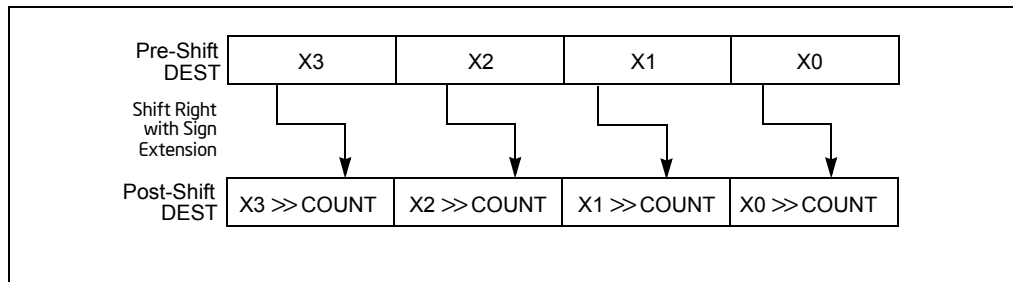 Pre-Shift
DEST
X3 X2 X1 X0
Shift Right
with Sign
Extension
Post-Shift
DEST
X3 >> COUNT X2 >> COUNT X1 >> COUNT X0 >> COUNT